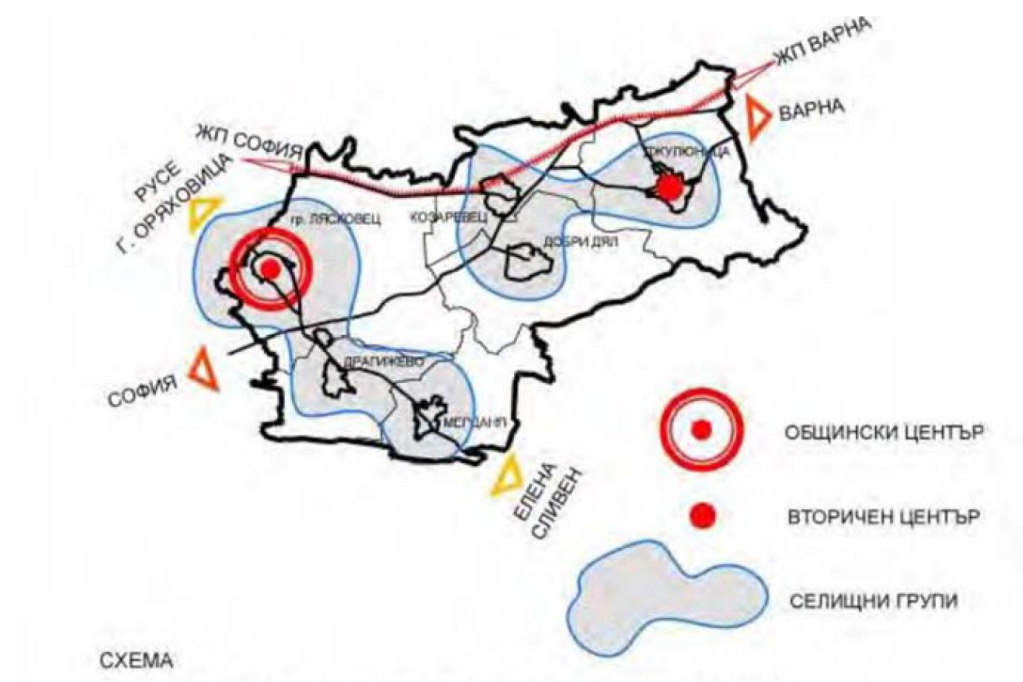 ЖП ВАРНА
ВАРНА
ЖП СОФИЯ
РУСЕ
Г. ОРЯХОВИЦА
ДЖУЛЮНИЦА
гр. ЛЯСКОВЕЦ
КОЗАРЕВЕЦ
ДОБРИ ДЯЛ
ДРАГИЖЕВО
СОФИЯ
МЕРДАНЯ
ЕЛЕНА
СЛИВЕН
ОБЩИНСКИ ЦЕНТЪР
ВТОРИЧЕН ЦЕНТЪР
СЕЛИЩНИ ГРУПИ
СХЕМА